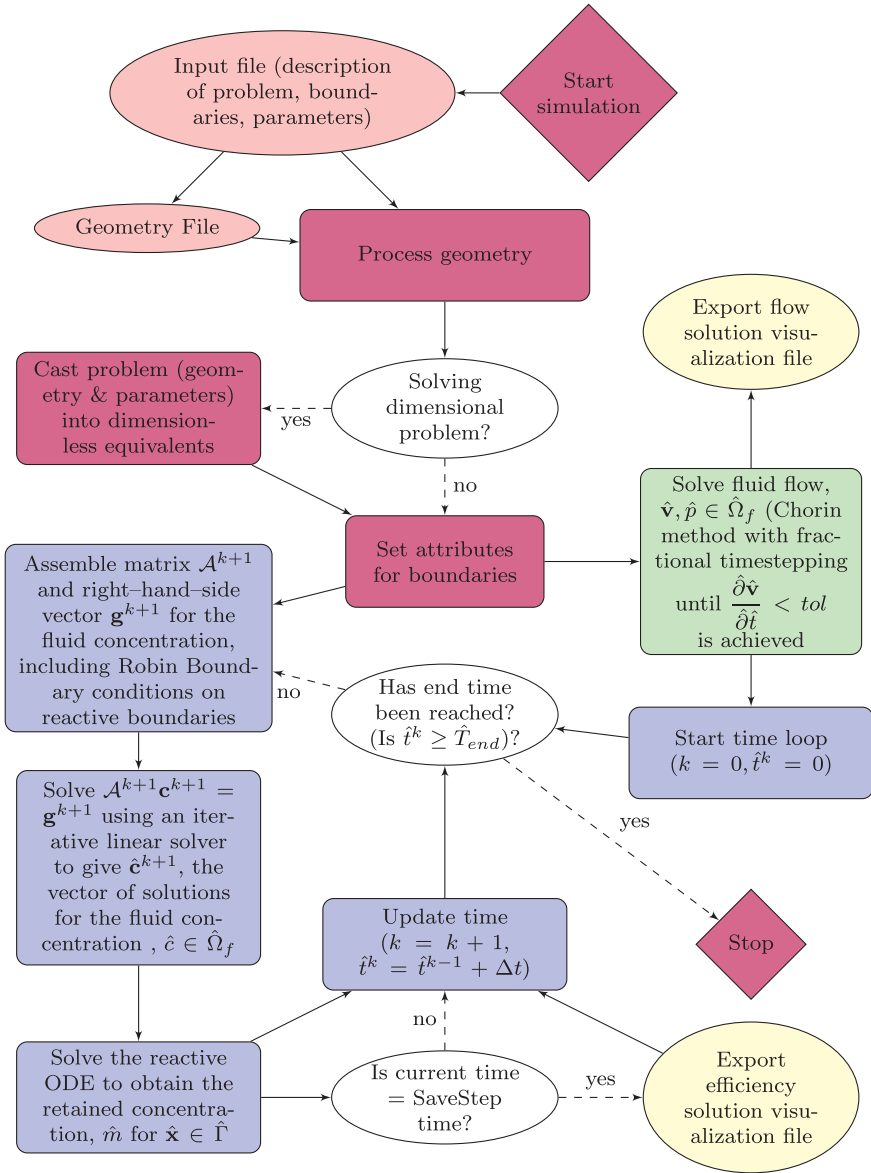 Input file (description
of problem, bound-
aries, parameters)
Start
simulation
Geometry File
Process geometry
Export flow
solution visu-
alization file
Cast problem (geom-
etry & parameters)
into dimension-
less equivalents
yes
Solving
dimensional
problem?
no
Solve fluid flow,
v̂, p̂ ∈ Ω̂_f (Chorin
method with frac-
tional timestepping
until ∂v̂/∂t̂ < tol
is achieved
Set attributes
for boundaries
Assemble matrix 𝒜^{k+1}
and right–hand–side
vector g^{k+1} for the
fluid concentration,
including Robin Bound-
ary conditions on
reactive boundaries
no
Has end time
been reached?
(Is t̂^k ≥ T̂_{end})?
Start time loop
(k = 0, t̂^k = 0)
yes
Solve 𝒜^{k+1}c^{k+1} =
g^{k+1} using an iter-
ative linear solver
to give ĉ^{k+1}, the
vector of solutions
for the fluid con-
centration , ĉ ∈ Ω̂_f
Update time
(k = k + 1,
t̂^k = t̂^{k−1} + Δt)
Stop
no
Solve the reactive
ODE to obtain the
retained concentra-
tion, m̂ for x̂ ∈ Γ̂
Is current time
= SaveStep
time?
yes
Export
efficiency
solution visu-
alization file